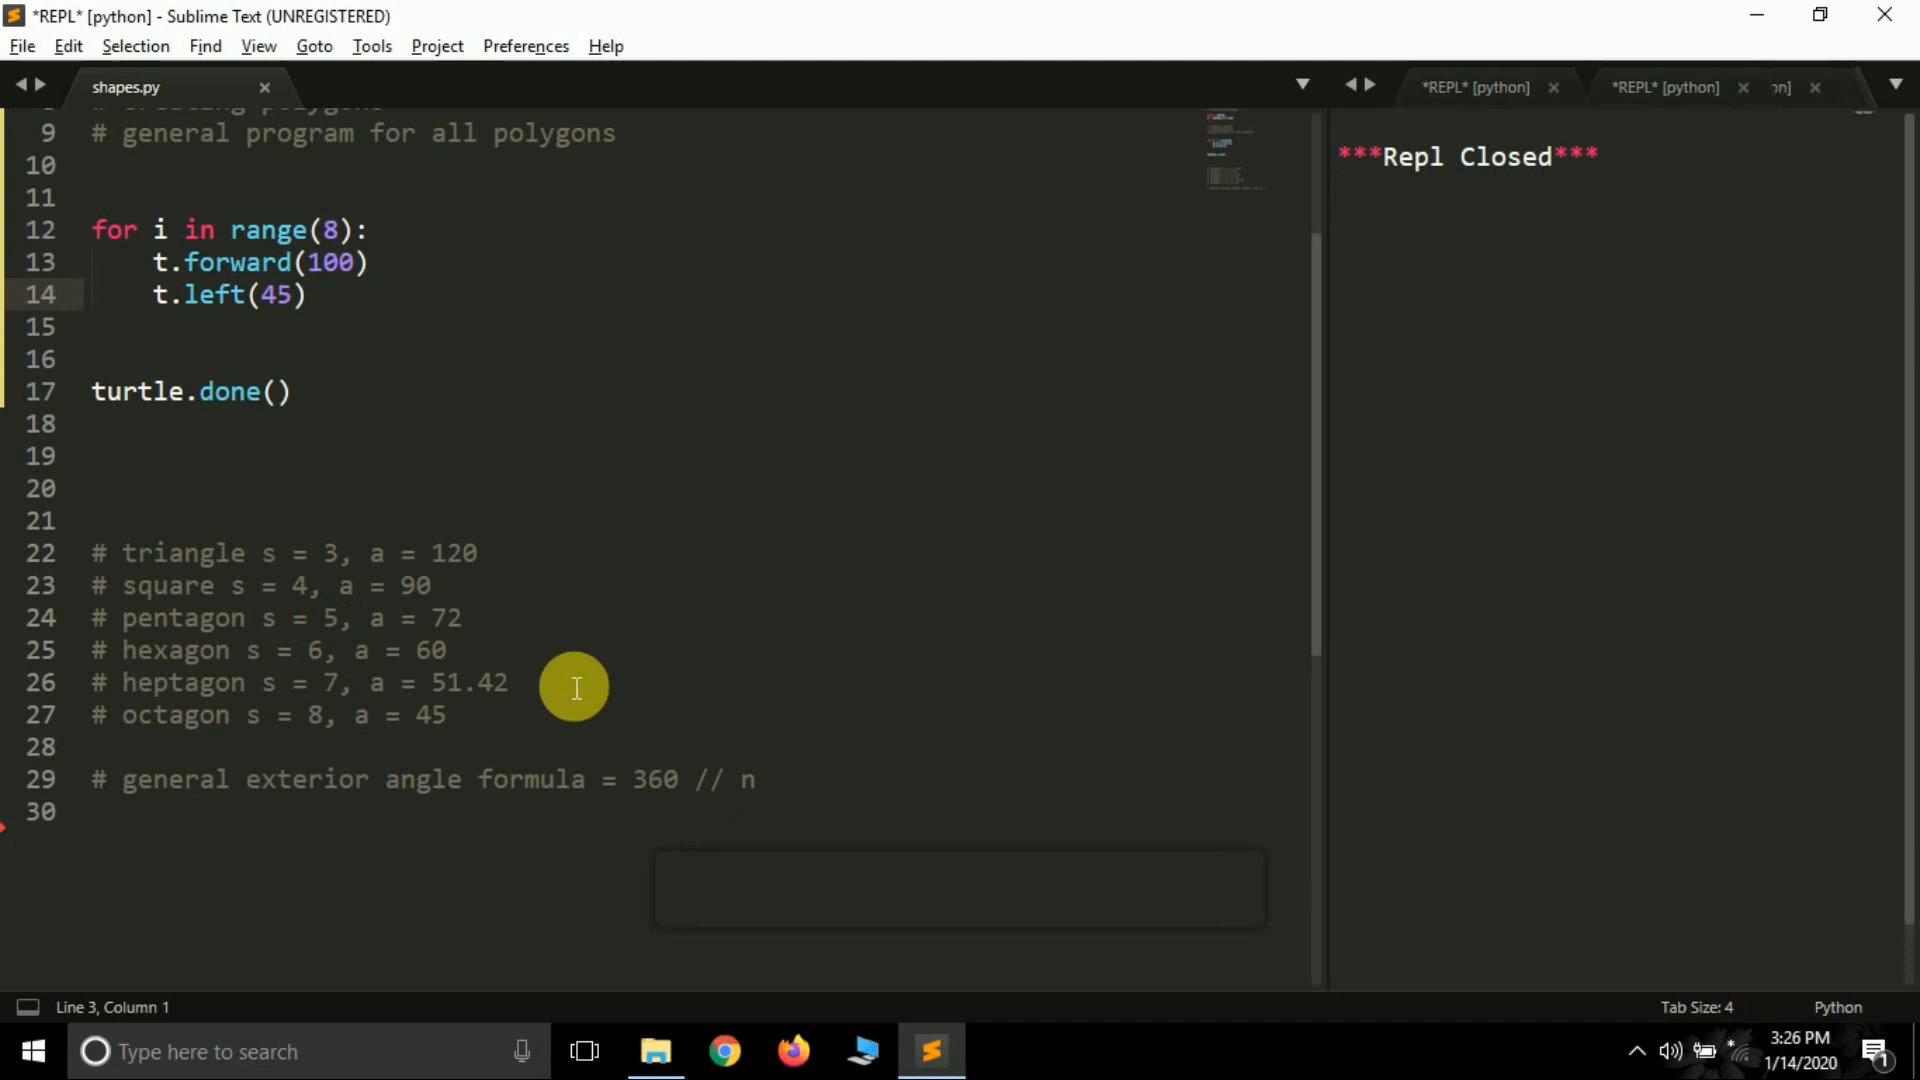 *REPL* [python] - Sublime Text (UNREGISTERED)
File Edit Selection Find View Goto Tools Project Preferences Help
shapes.py
*REPL* [python]
*REPL* [python]
# creating polygons
9 # general program for all polygons
10
11
12 for i in range(8):
13 t.forward(100)
14 t.left(45)
15
16
17 turtle.done()
18
19
20
21
22 # triangle s = 3, a = 120
23 # square s = 4, a = 90
24 # pentagon s = 5, a = 72
25 # hexagon s = 6, a = 60
26 # heptagon s = 7, a = 51.42
27 # octagon s = 8, a = 45
28
29 # general exterior angle formula = 360 // n
30
***Repl Closed***
Line 3, Column 1
Tab Size: 4
Python
Type here to search
3:26 PM
1/14/2020
1